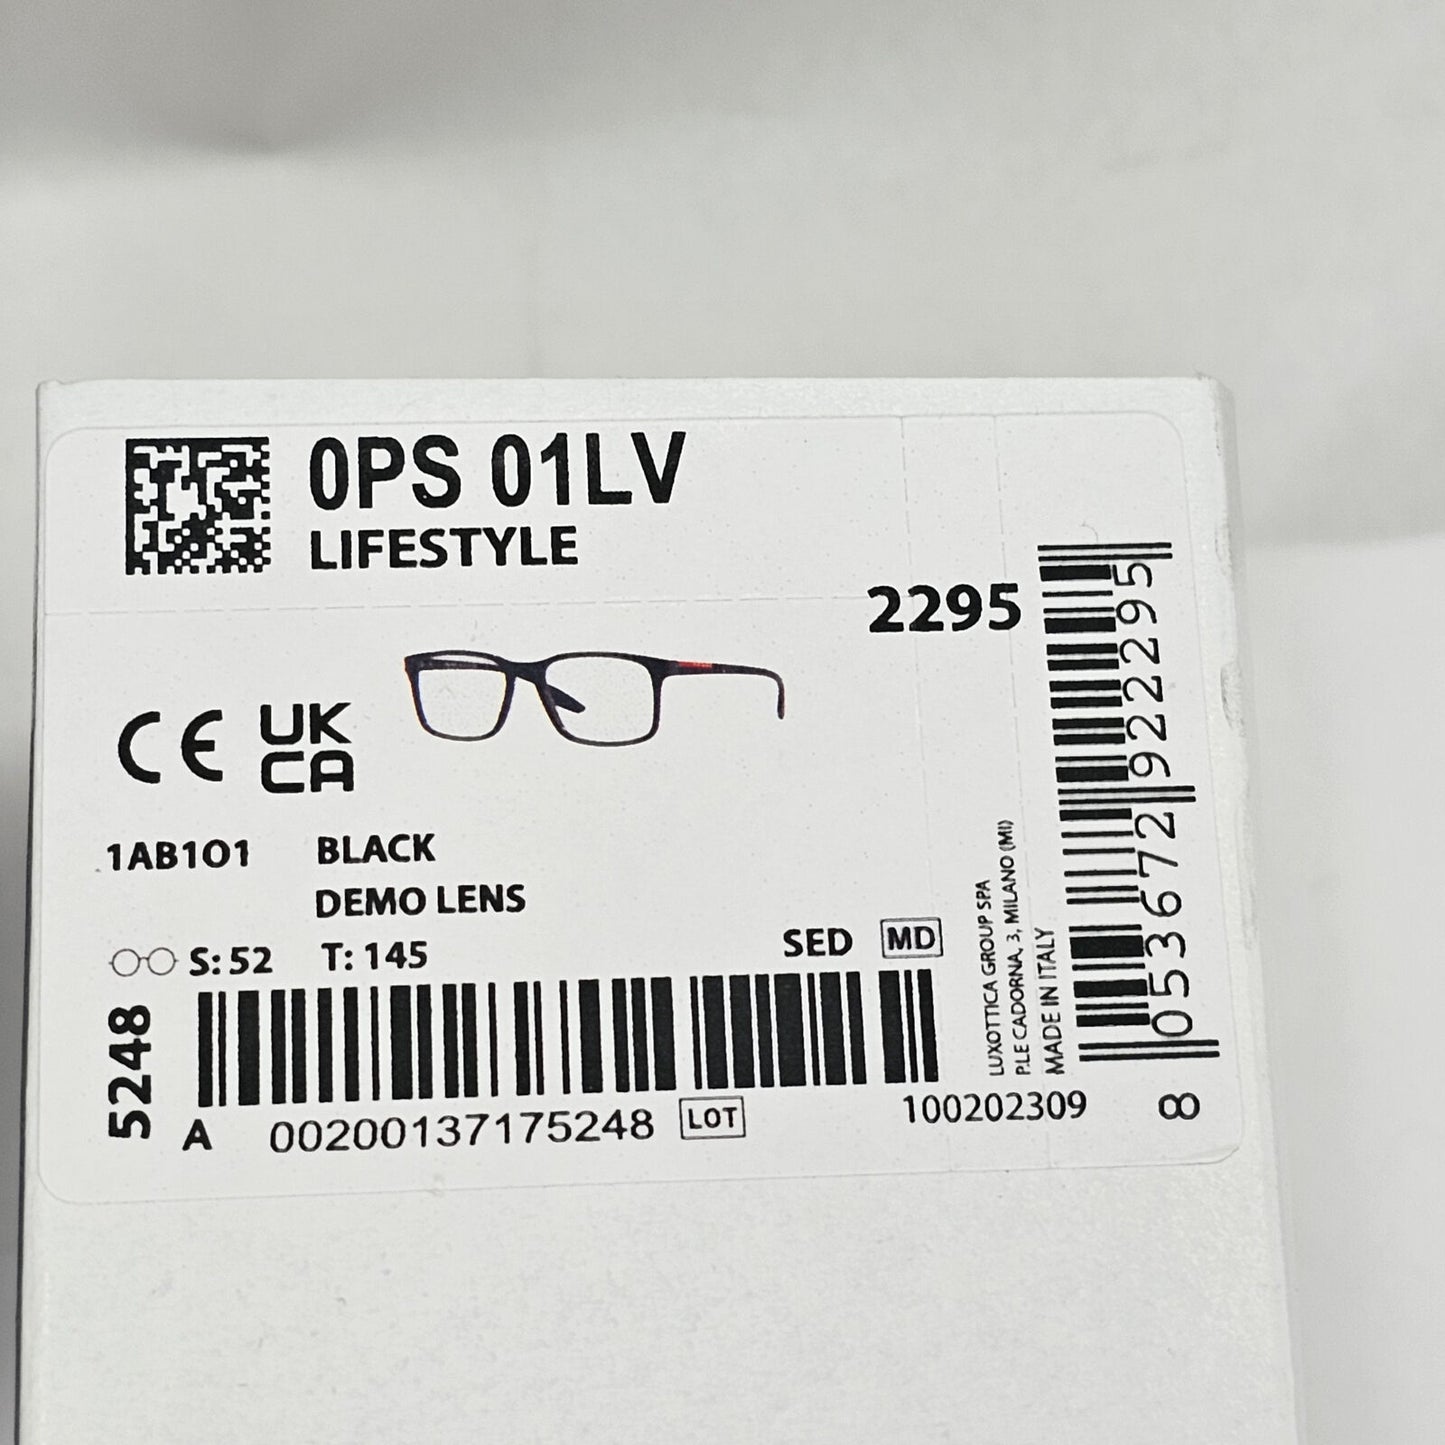 0PS 01LV
LIFESTYLE
2295
CE
UK
CA
1AB1O1 BLACK
DEMO LENS
S: 52 T: 145
SED MD
5248
A 00200137175248 LOT 100202309
LUXOTTICA GROUP SPA
P.LE CADORNA, 3, MILANO (MI)
MADE IN ITALY
8 053672 922295